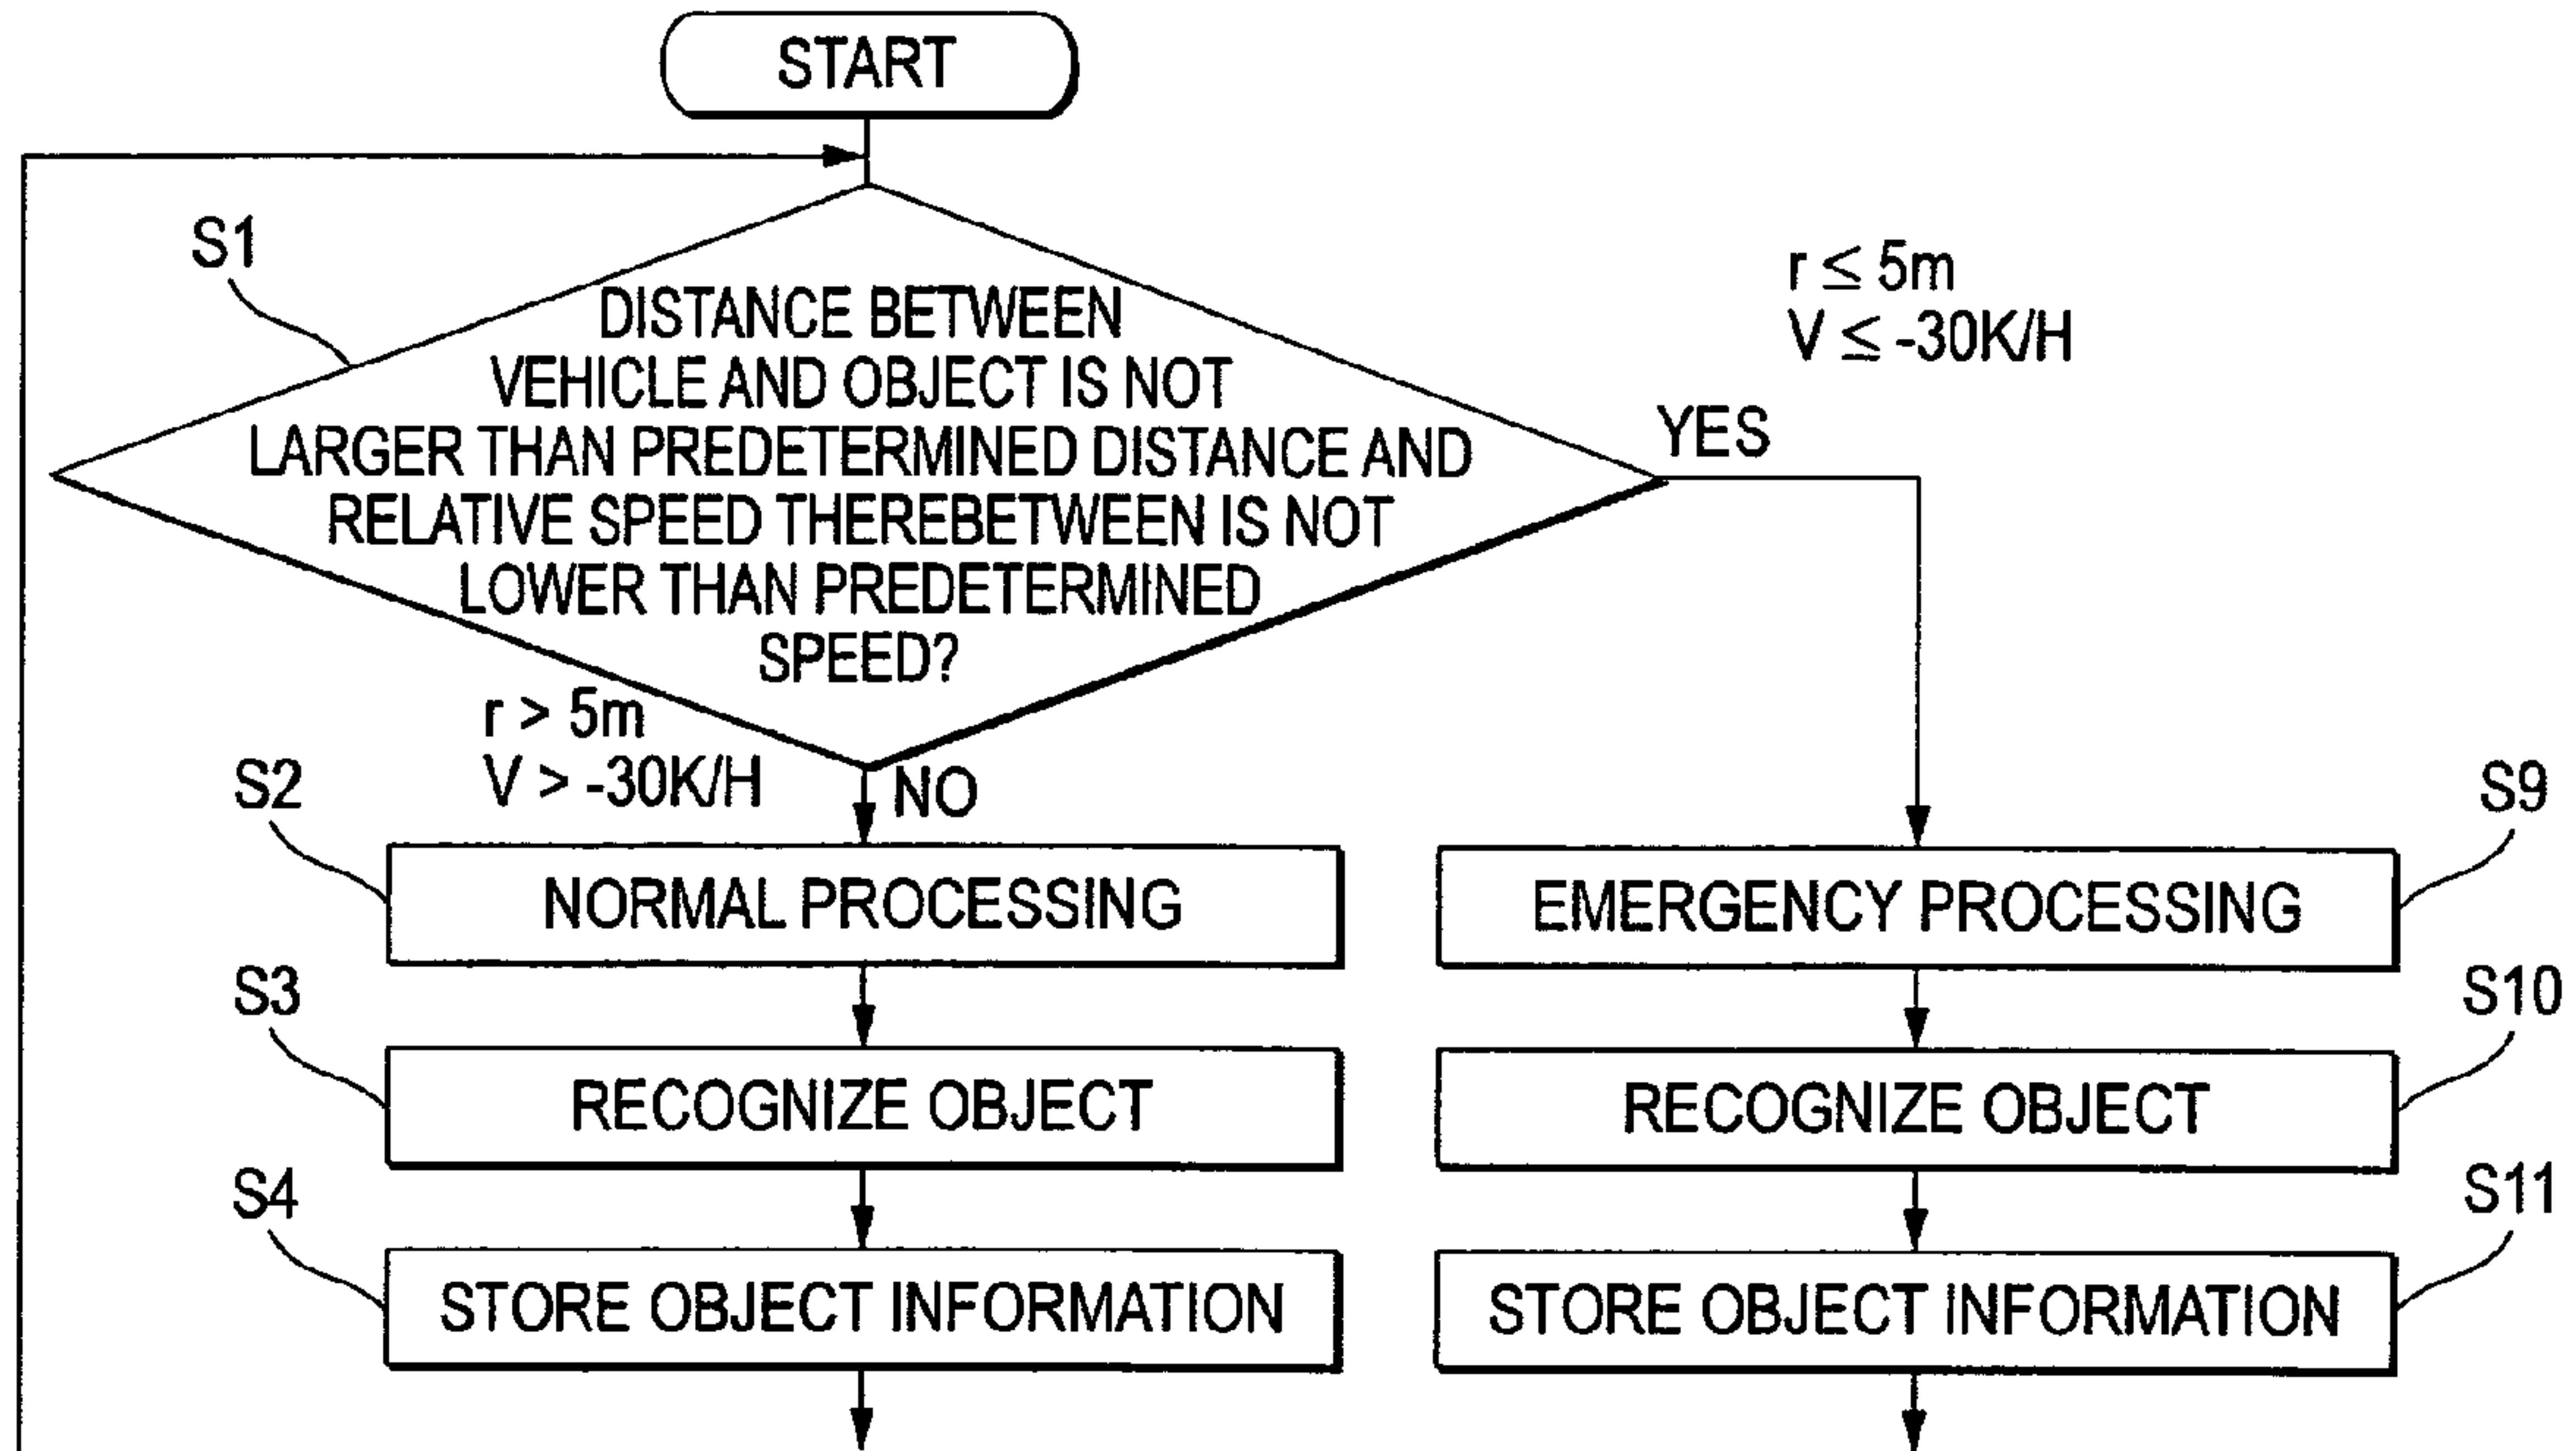 START
S1
DISTANCE BETWEEN
VEHICLE AND OBJECT IS NOT
LARGER THAN PREDETERMINED DISTANCE AND
RELATIVE SPEED THEREBETWEEN IS NOT
LOWER THAN PREDETERMINED
SPEED?
r ≤ 5m
V ≤ -30K/H
YES
r > 5m
V > -30K/H
NO
S2
NORMAL PROCESSING
S9
EMERGENCY PROCESSING
S3
RECOGNIZE OBJECT
S10
RECOGNIZE OBJECT
S4
STORE OBJECT INFORMATION
S11
STORE OBJECT INFORMATION